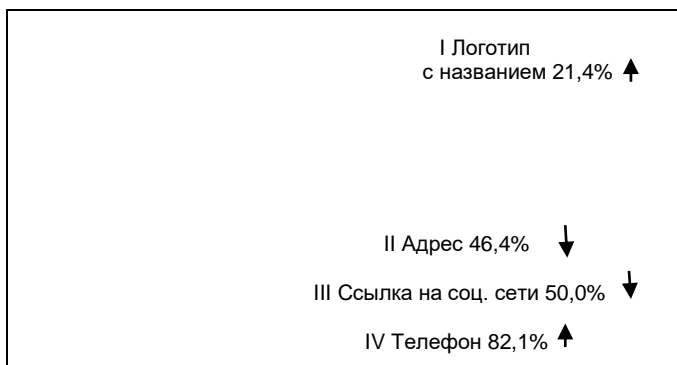 I Логотип
с названием 21,4%
II Адрес 46,4%
III Ссылка на соц. сети 50,0%
IV Телефон 82,1%